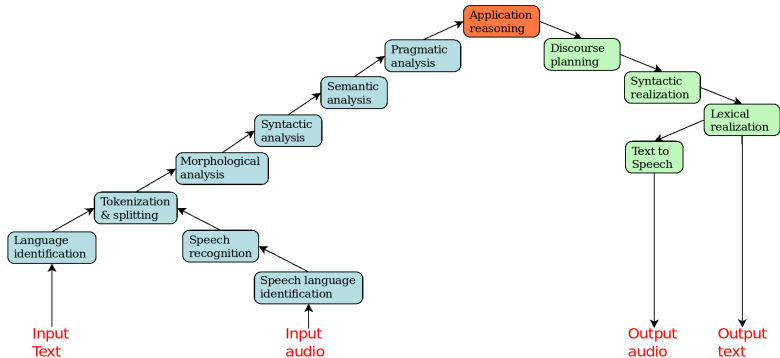 Application
reasoning
Pragmatic
analysis
Discourse
planning
Semantic
analysis
Syntactic
realization
Syntactic
analysis
Lexical
realization
Morphological
analysis
Text to
Speech
Tokenization
& splitting
Language
identification
Speech
recognition
Speech language
identification
Input
Text
Input
audio
Output
audio
Output
text